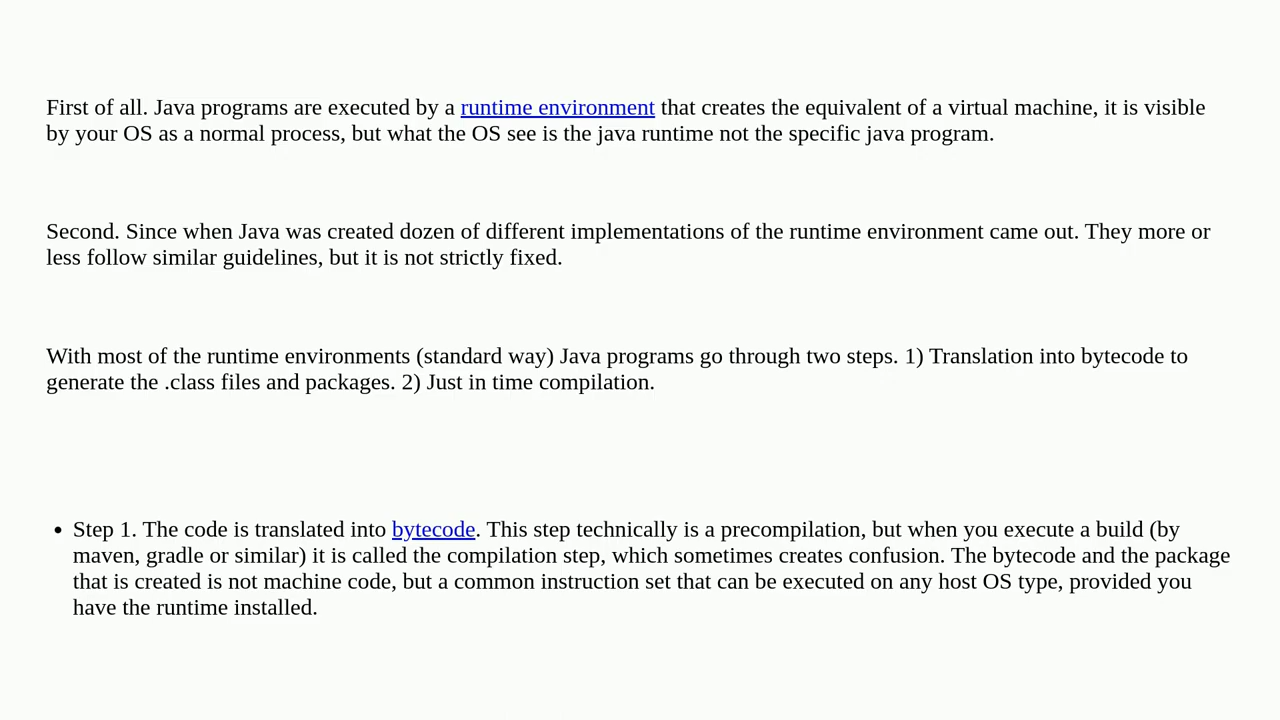 First of all. Java programs are executed by a runtime environment that creates the equivalent of a virtual machine, it is visible
by your OS as a normal process, but what the OS see is the java runtime not the specific java program.
Second. Since when Java was created dozen of different implementations of the runtime environment came out. They more or
less follow similar guidelines, but it is not strictly fixed.
With most of the runtime environments (standard way) Java programs go through two steps. 1) Translation into bytecode to
generate the .class files and packages. 2) Just in time compilation.
• Step 1. The code is translated into bytecode. This step technically is a precompilation, but when you execute a build (by
maven, gradle or similar) it is called the compilation step, which sometimes creates confusion. The bytecode and the package
that is created is not machine code, but a common instruction set that can be executed on any host OS type, provided you
have the runtime installed.